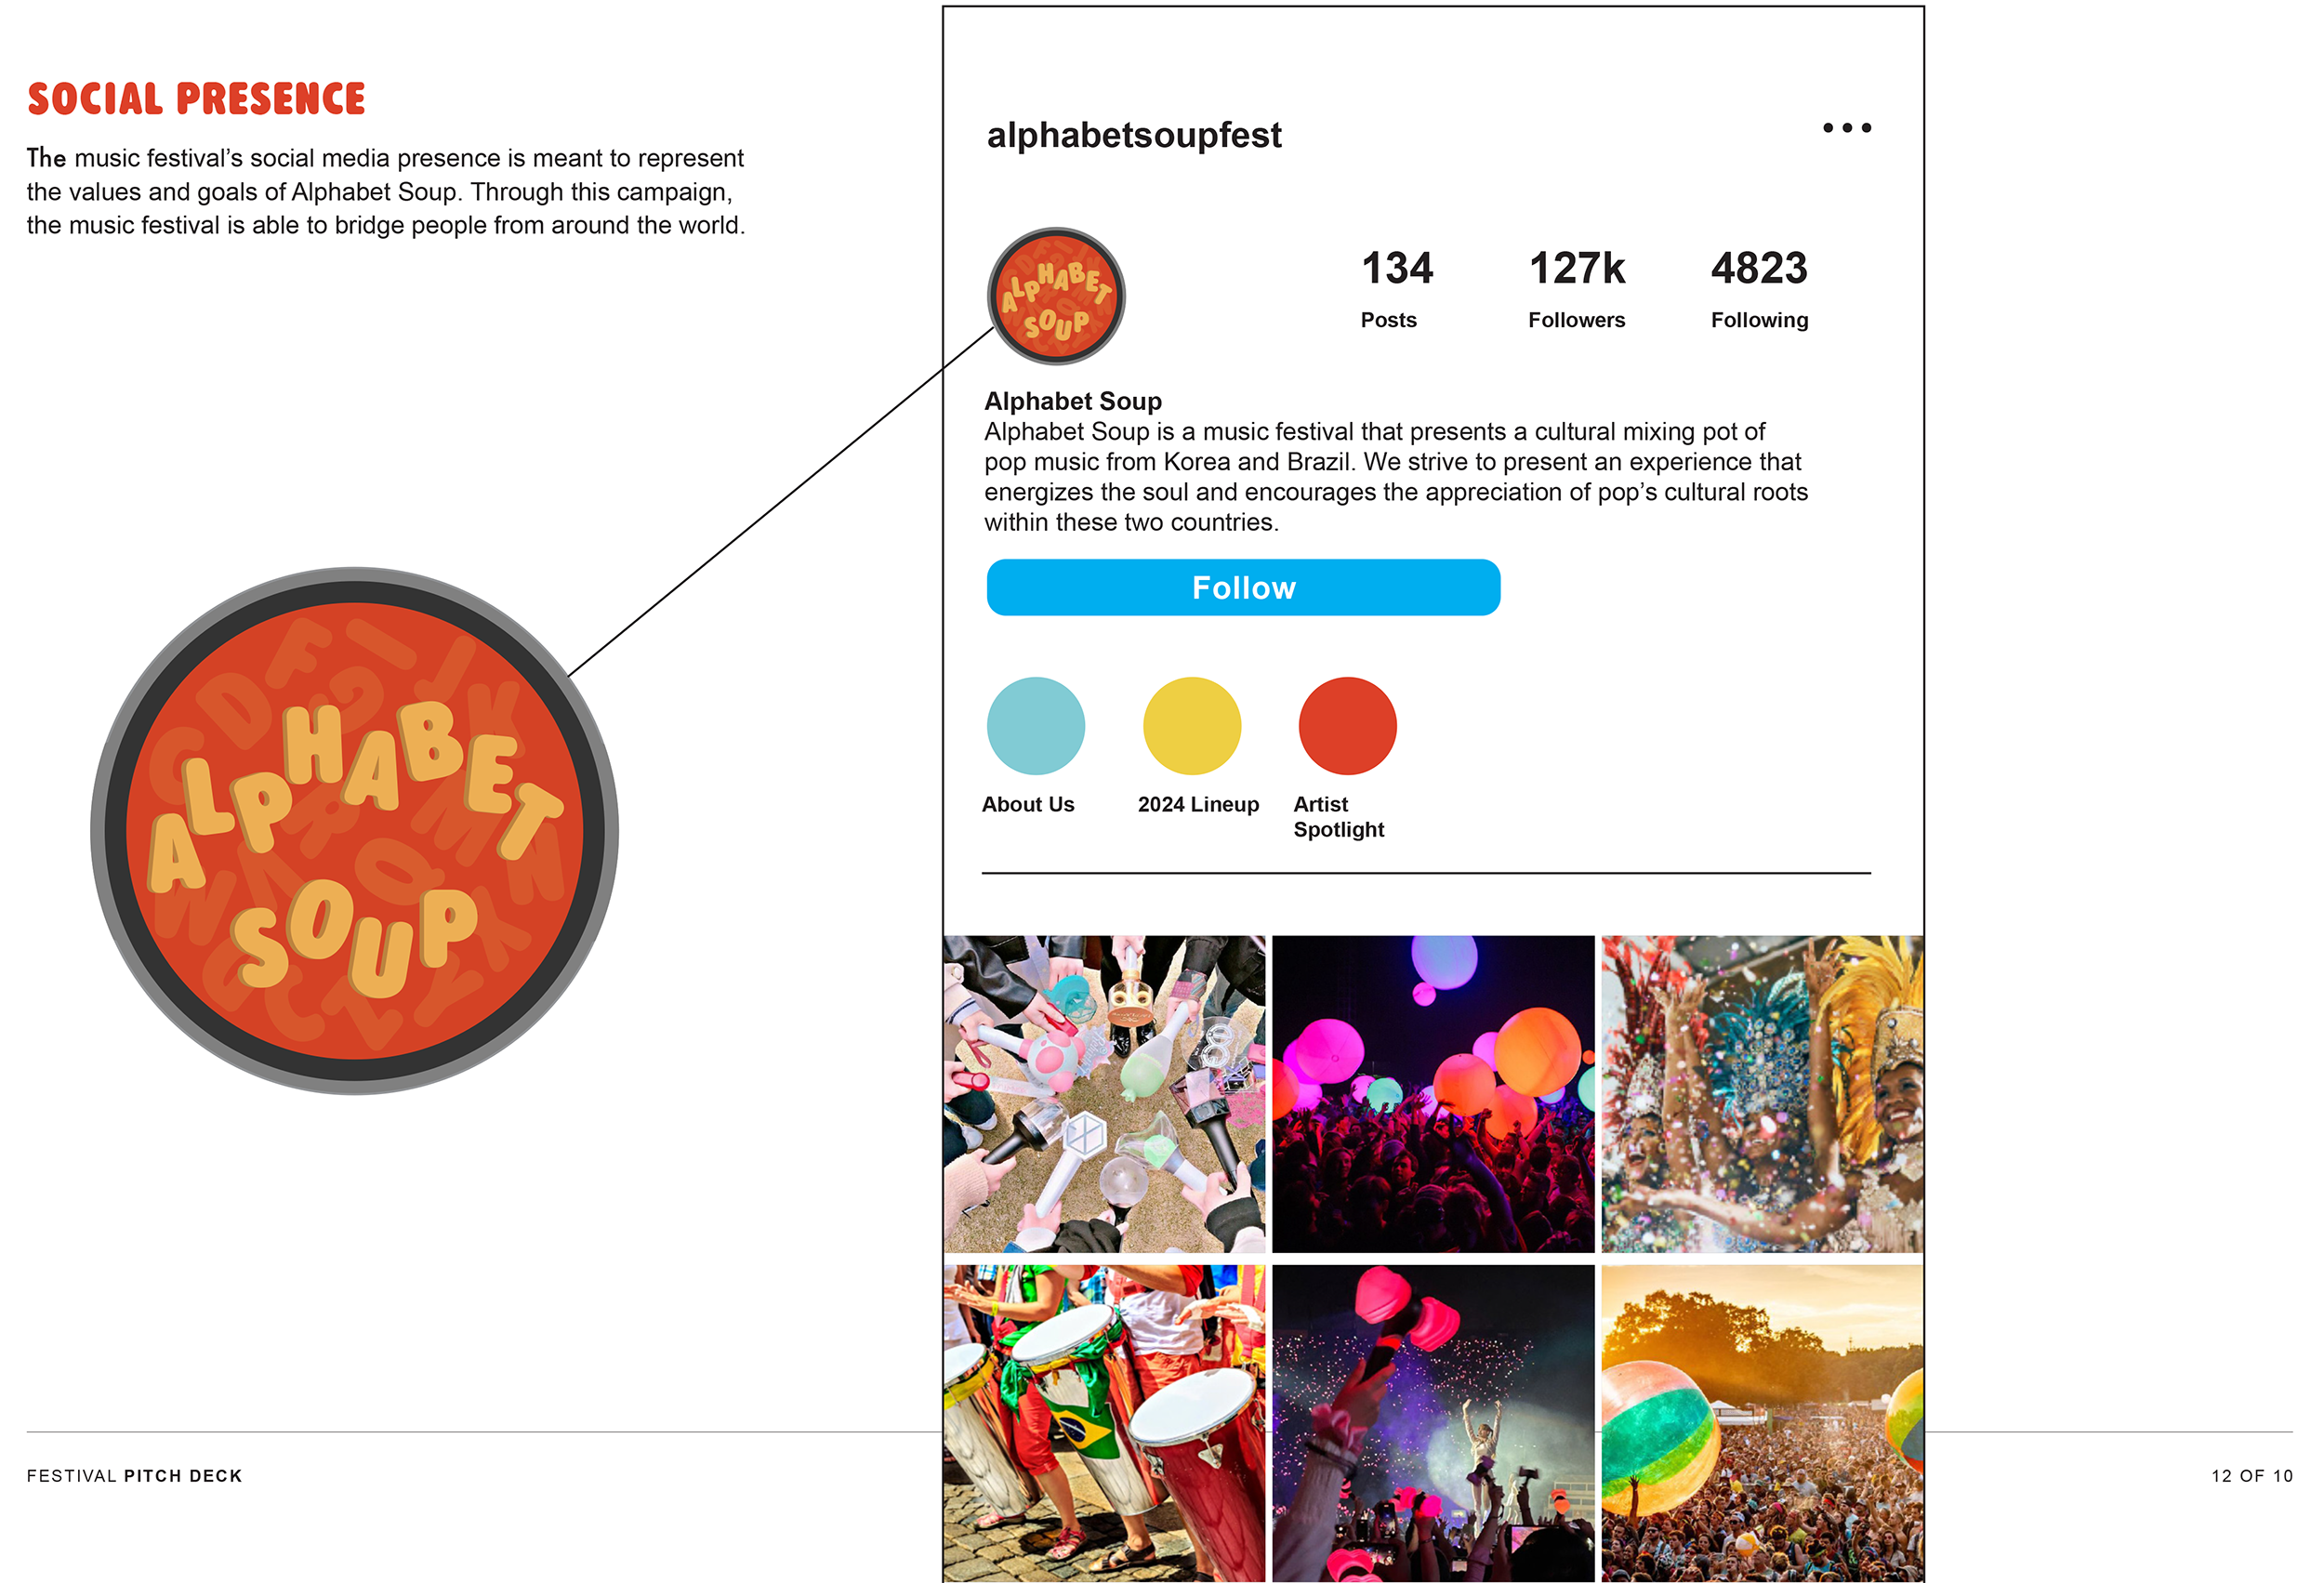 SOCIAL PRESENCE
The music festival’s social media presence is meant to represent
the values and goals of Alphabet Soup. Through this campaign,
the music festival is able to bridge people from around the world.
ALPHABET
SOUP
alphabetsoupfest
ALPHABET
SOUP
134
Posts
127k
Followers
4823
Following
Alphabet Soup
Alphabet Soup is a music festival that presents a cultural mixing pot of
pop music from Korea and Brazil. We strive to present an experience that
energizes the soul and encourages the appreciation of pop’s cultural roots
within these two countries.
Follow
About Us
2024 Lineup
Artist
Spotlight
FESTIVAL PITCH DECK
12 OF 10